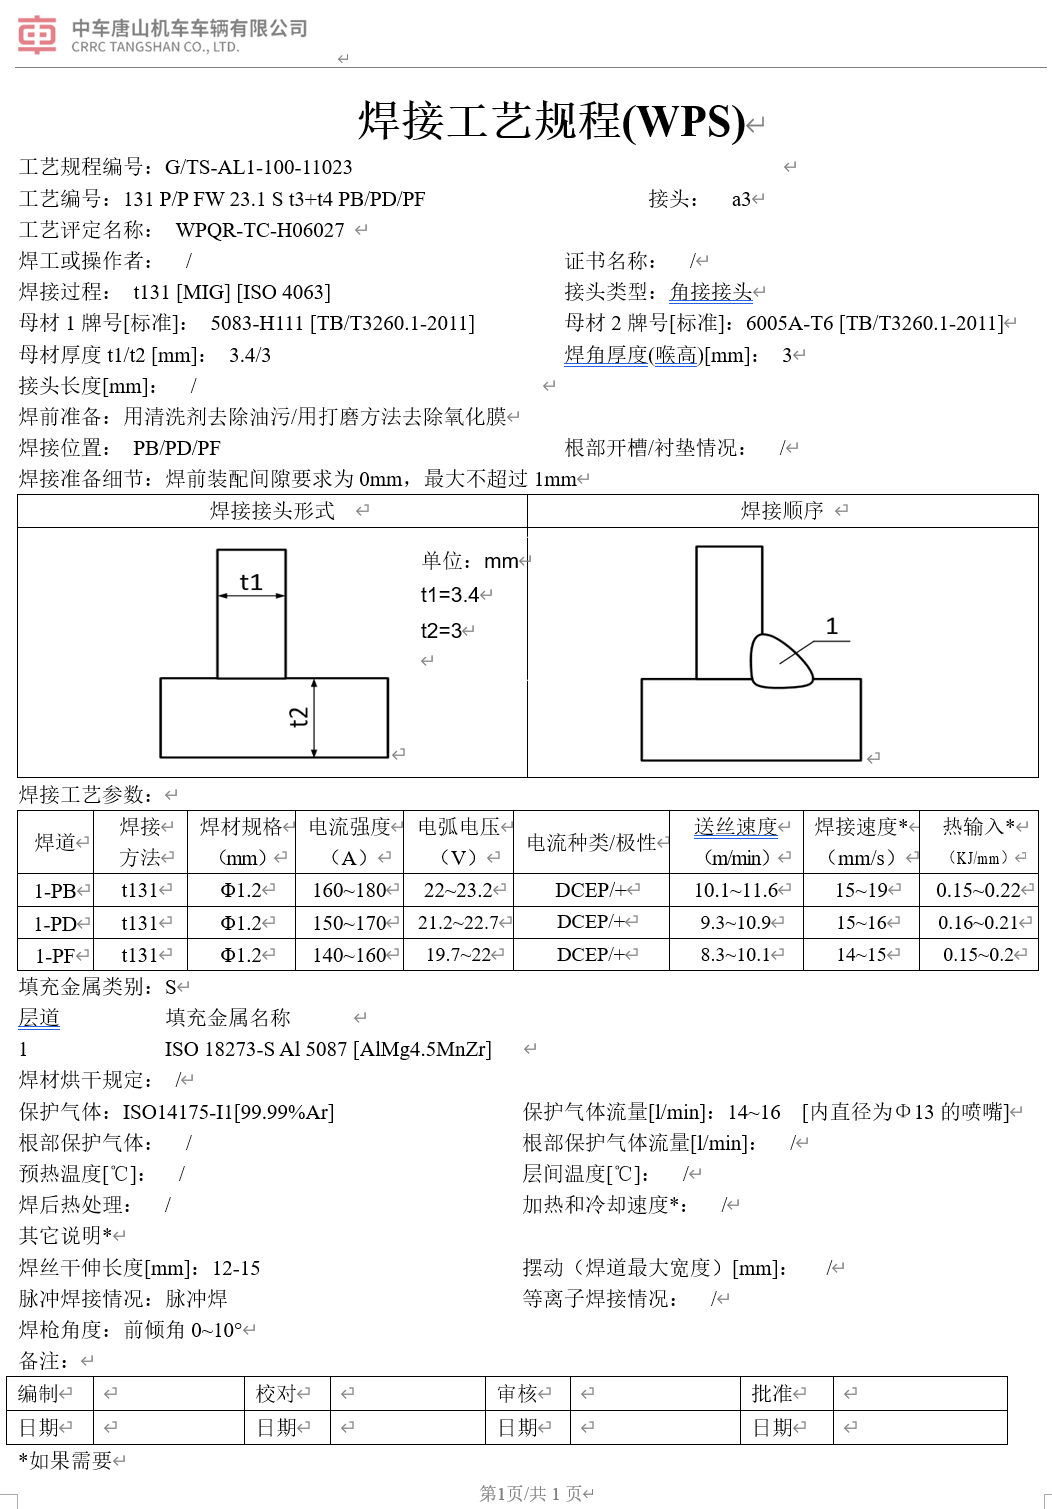 中车唐山机车车辆有限公司
CRRC TANGSHAN CO., LTD.
焊接工艺规程(WPS)
工艺规程编号：G/TS-AL1-100-11023
工艺编号：131 P/P FW 23.1 S t3+t4 PB/PD/PF 接头： a3
工艺评定名称： WPQR-TC-H06027
焊工或操作者： / 证书名称： /
焊接过程： t131 [MIG] [ISO 4063] 接头类型：角接接头
母材 1 牌号[标准]： 5083-H111 [TB/T3260.1-2011] 母材 2 牌号[标准]：6005A-T6 [TB/T3260.1-2011]
母材厚度 t1/t2 [mm]： 3.4/3 焊角厚度(喉高)[mm]： 3
接头长度[mm]： /
焊前准备：用清洗剂去除油污/用打磨方法去除氧化膜
焊接位置： PB/PD/PF 根部开槽/衬垫情况： /
焊接准备细节：焊前装配间隙要求为 0mm，最大不超过 1mm
焊接接头形式 焊接顺序
单位：mm
t1=3.4
t2=3
t1
t2
1
焊接工艺参数：
焊道 焊接方法 焊材规格（mm） 电流强度（A） 电弧电压（V） 电流种类/极性 送丝速度（m/min） 焊接速度*（mm/s） 热输入*（KJ/mm）
1-PB t131 Φ1.2 160~180 22~23.2 DCEP/+ 10.1~11.6 15~19 0.15~0.22
1-PD t131 Φ1.2 150~170 21.2~22.7 DCEP/+ 9.3~10.9 15~16 0.16~0.21
1-PF t131 Φ1.2 140~160 19.7~22 DCEP/+ 8.3~10.1 14~15 0.15~0.2
填充金属类别：S
层道 填充金属名称
1 ISO 18273-S Al 5087 [AlMg4.5MnZr]
焊材烘干规定： /
保护气体：ISO14175-I1[99.99%Ar] 保护气体流量[l/min]：14~16 [内直径为Φ13 的喷嘴]
根部保护气体： / 根部保护气体流量[l/min]： /
预热温度[℃]： / 层间温度[℃]： /
焊后热处理： / 加热和冷却速度*： /
其它说明*
焊丝干伸长度[mm]：12-15 摆动（焊道最大宽度）[mm]： /
脉冲焊接情况：脉冲焊 等离子焊接情况： /
焊枪角度：前倾角 0~10°
备注：
编制 校对 审核 批准
日期 日期 日期 日期
*如果需要
第1页/共 1 页